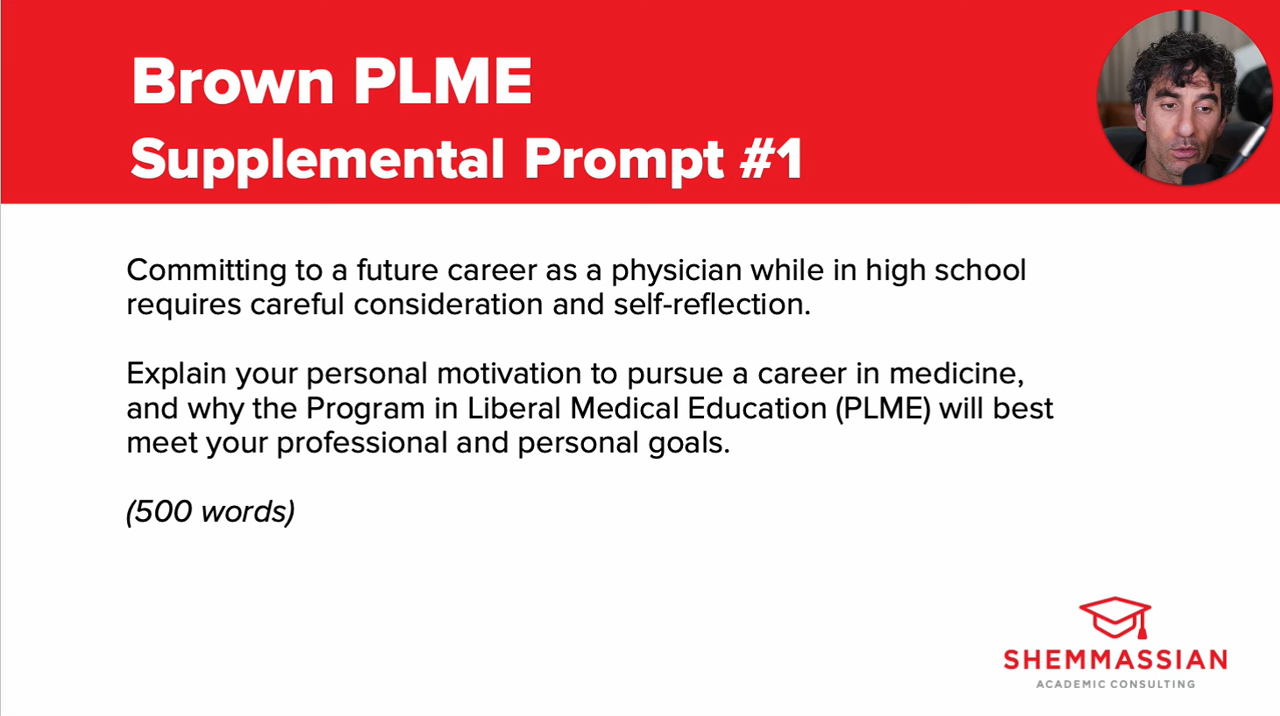 Brown PLME
Supplemental Prompt #1
Committing to a future career as a physician while in high school
requires careful consideration and self-reflection.
Explain your personal motivation to pursue a career in medicine,
and why the Program in Liberal Medical Education (PLME) will best
meet your professional and personal goals.
(500 words)
SHEMMASSIAN
ACADEMIC CONSULTING